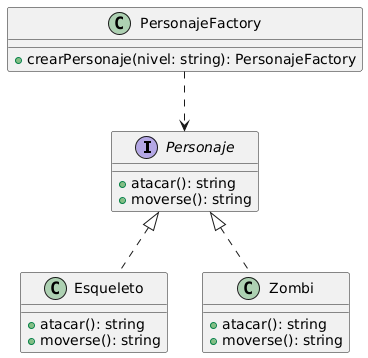 C PersonajeFactory
crearPersonaje(nivel: string): PersonajeFactory
I Personaje
atacar(): string
moverse(): string
C Esqueleto
atacar(): string
moverse(): string
C Zombi
atacar(): string
moverse(): string